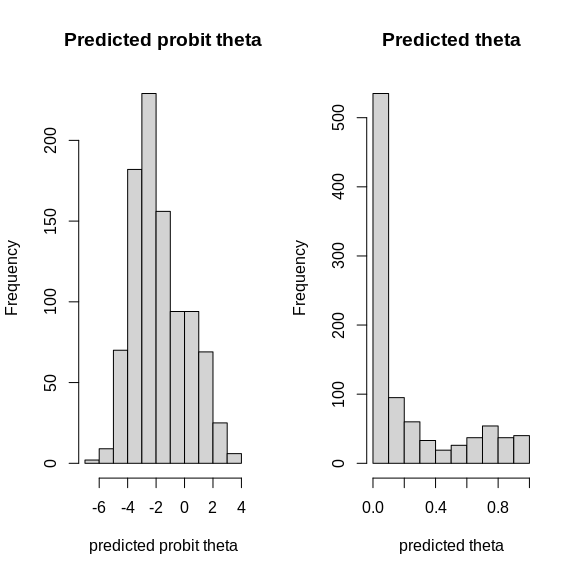 Predicted probit theta
Frequency
0 50 100 150 200
-6 -4 -2 0 2 4
predicted probit theta
Predicted theta
Frequency
0 100 200 300 400 500
0.0 0.4 0.8
predicted theta